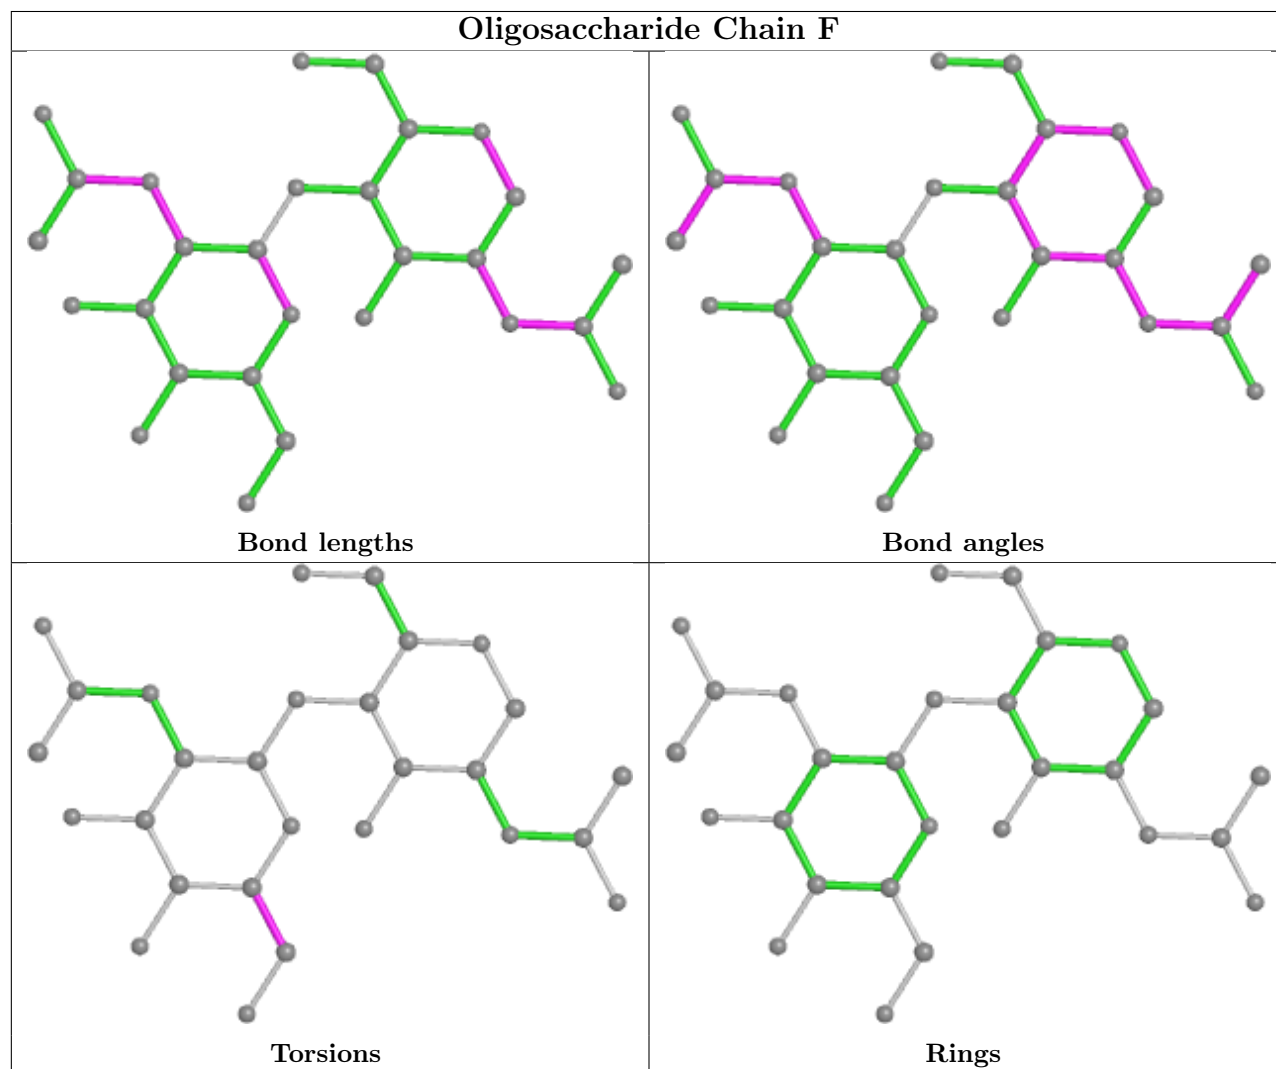 Oligosaccharide Chain F
Bond lengths
Bond angles
Torsions
Rings